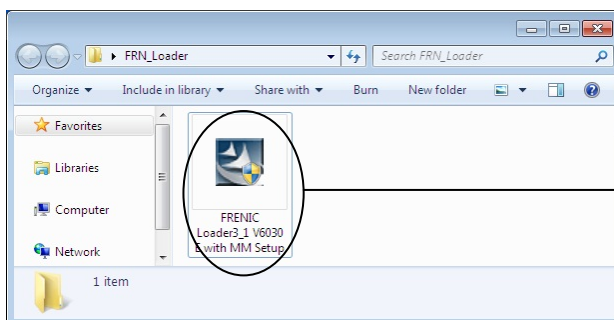 FRN_Loader
Search FRN_Loader
Organize Include in library Share with Burn New folder
Favorites
Libraries
Computer
Network
FRENIC
Loader3_1 V6030
E with MM Setup
1 item